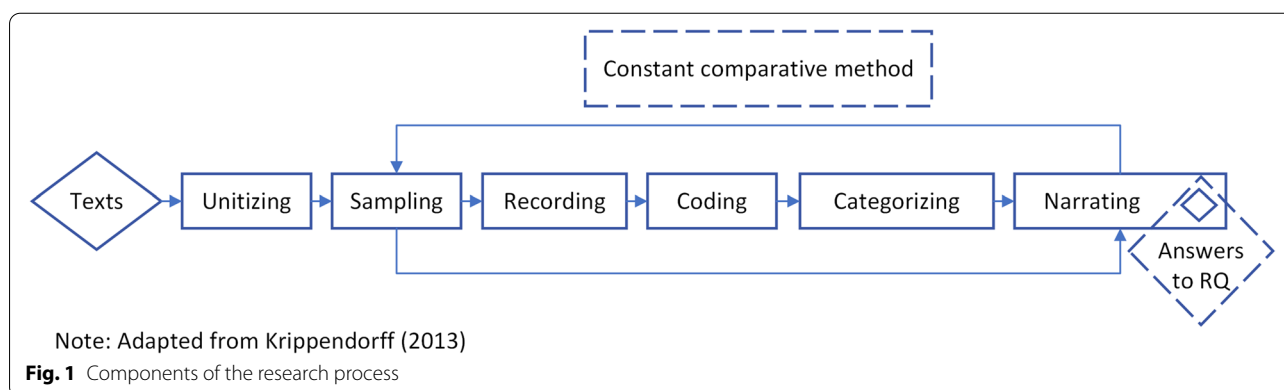 Constant comparative method
Texts
Unitizing
Sampling
Recording
Coding
Categorizing
Narrating
Answers
to RQ
Note: Adapted from Krippendorff (2013)
Fig. 1 Components of the research process